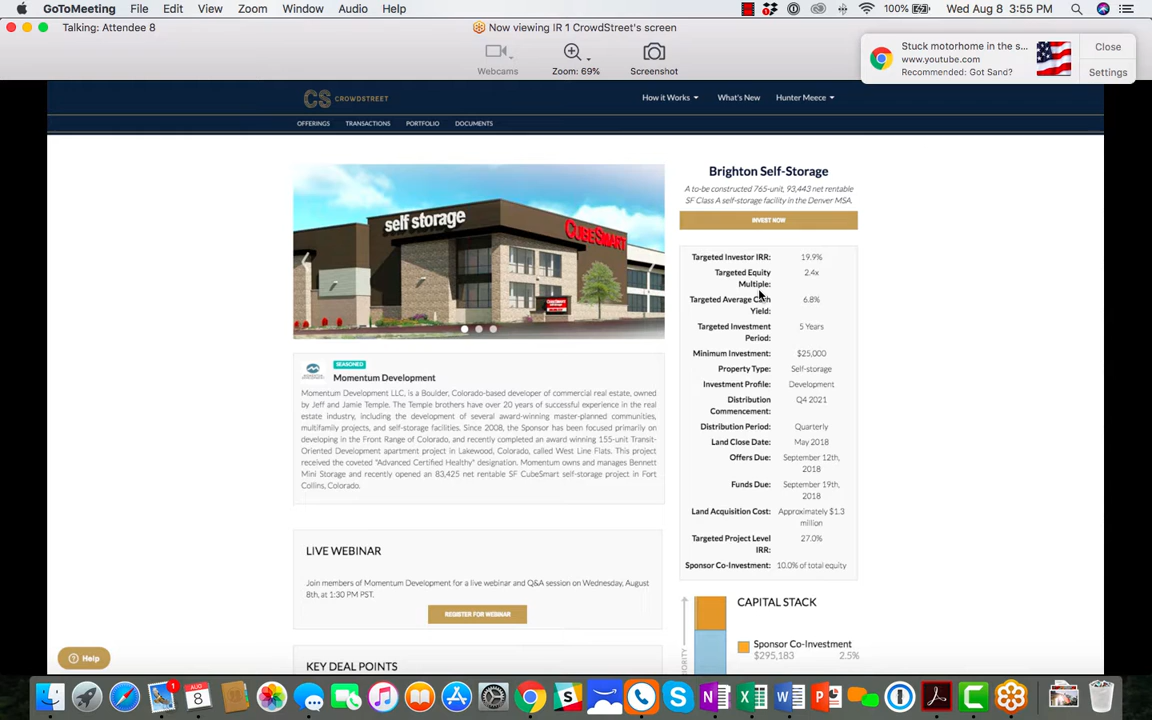 GoToMeeting File Edit View Zoom Window Audio Help
100% Wed Aug 8 3:55 PM
Talking: Attendee 8
Now viewing IR 1 CrowdStreet's screen
Webcams
Zoom: 69%
Screenshot
Stuck motorhome in the s...
www.youtube.com
Recommended: Got Sand?
Close
Settings
CS CROWDSTREET
How it Works What's New Hunter Meece
OFFERINGS TRANSACTIONS PORTFOLIO DOCUMENTS
self storage
CUBESMART
SEASONED
Momentum Development
Momentum Development LLC, is a Boulder, Colorado-based developer of commercial real estate, owned
by Jeff and Jamie Temple. The Temple brothers have over 20 years of successful experience in the real
estate industry, including the development of several award-winning master-planned communities,
multifamily projects, and self-storage facilities. Since 2008, the Sponsor has been focused primarily on
developing in the Front Range of Colorado, and recently completed an award winning 155-unit Transit-
Oriented Development apartment project in Lakewood, Colorado, called West Line Flats. This project
received the coveted "Advanced Certified Healthy" designation. Momentum owns and manages Bennett
Mini Storage and recently opened an 83,425 net rentable SF CubeSmart self-storage project in Fort
Collins, Colorado.
LIVE WEBINAR
Join members of Momentum Development for a live webinar and Q&A session on Wednesday, August
8th, at 1:30 PM PST.
REGISTER FOR WEBINAR
KEY DEAL POINTS
Brighton Self-Storage
A to-be constructed 765-unit, 93,443 net rentable
SF Class A self-storage facility in the Denver MSA.
INVEST NOW
Targeted Investor IRR: 19.9%
Targeted Equity 2.4x
Multiple:
Targeted Average Cash 6.8%
Yield:
Targeted Investment 5 Years
Period:
Minimum Investment: $25,000
Property Type: Self-storage
Investment Profile: Development
Distribution Q4 2021
Commencement:
Distribution Period: Quarterly
Land Close Date: May 2018
Offers Due: September 12th,
2018
Funds Due: September 19th,
2018
Land Acquisition Cost: Approximately $1.3
million
Targeted Project Level 27.0%
IRR:
Sponsor Co-Investment: 10.0% of total equity
CAPITAL STACK
Sponsor Co-Investment
$295,183 2.5%
Help
1
AUG
8